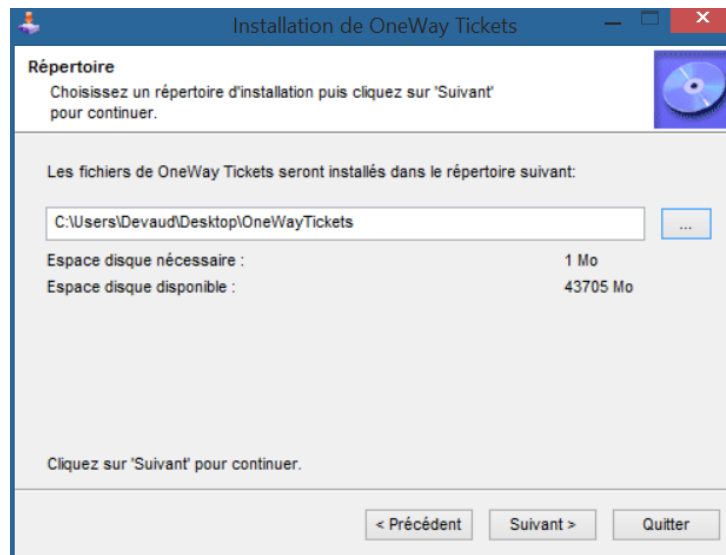 Installation de OneWay Tickets
Répertoire
Choisissez un répertoire d'installation puis cliquez sur 'Suivant'
pour continuer.
Les fichiers de OneWay Tickets seront installés dans le répertoire suivant:
C:\Users\Devaud\Desktop\OneWayTickets
...
Espace disque nécessaire : 1 Mo
Espace disque disponible : 43705 Mo
Cliquez sur 'Suivant' pour continuer.
< Précédent Suivant > Quitter